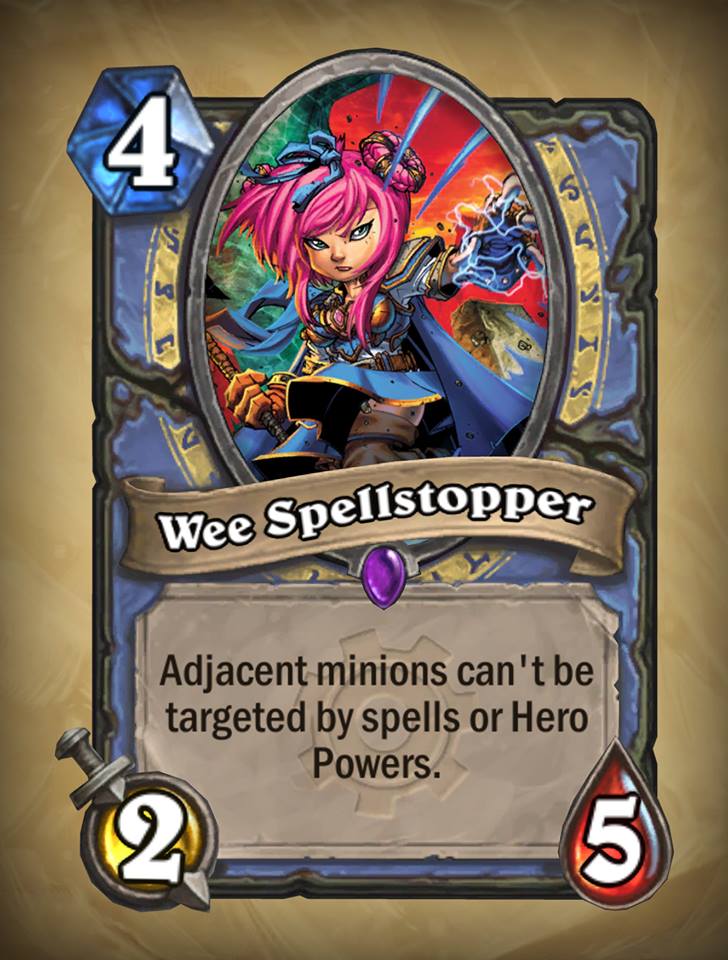 4
Wee Spellstopper
Adjacent minions can't be
targeted by spells or Hero
Powers.
2
5